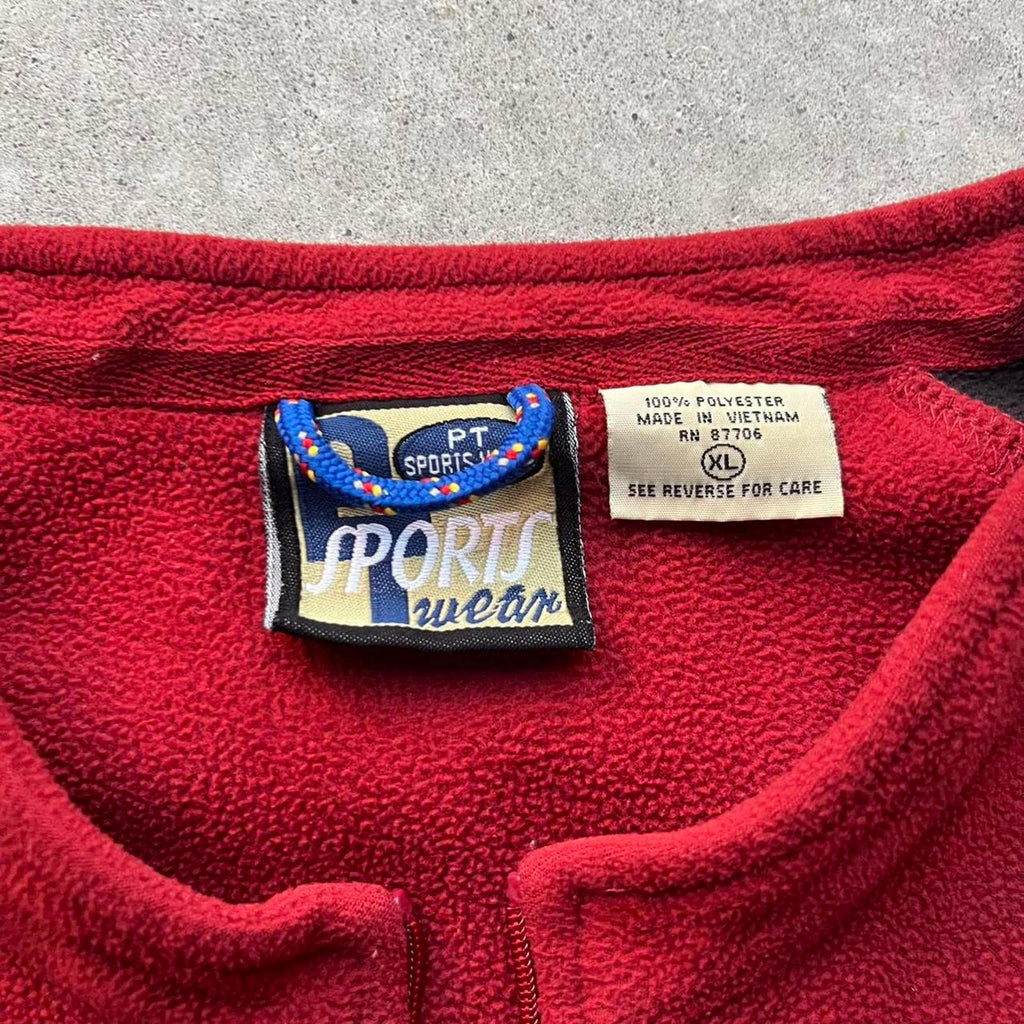 PT
SPORTS
SPORTS
wear
100% POLYESTER
MADE IN VIETNAM
RN 87706
XL
SEE REVERSE FOR CARE